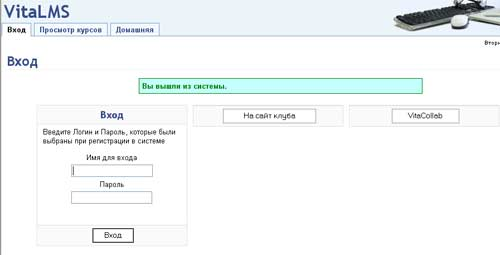 VitaLMS
Вход Просмотр курсов Домашняя
Вторн
Вход
Вы вышли из системы.
Вход
Введите Логин и Пароль, которые были
выбраны при регистрации в системе
Имя для входа
Пароль
Вход
На сайт клуба
VitaCollab